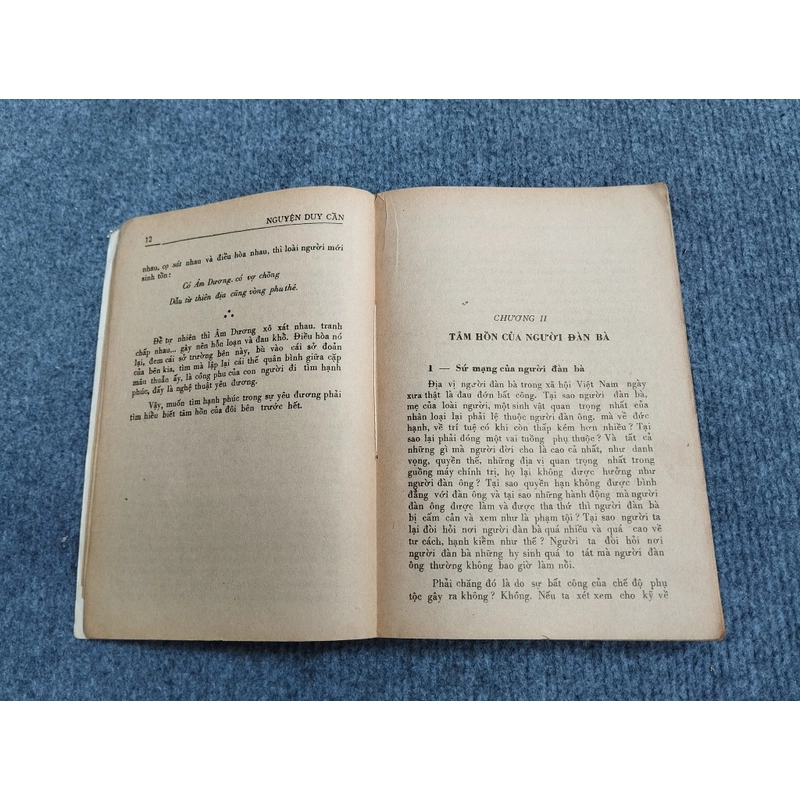 12
NGUYỄN DUY CẦN
nhau, cọ sát nhau và điều hòa nhau, thì loài người mới
sinh tồn:
Có Âm Dương, có vợ chồng
Dẫu từ thiên địa cũng vòng phu thê.
Để tự nhiên thì Âm Dương xô xát nhau, tranh
chấp nhau... gây nên hỗn loạn và đau khổ. Điều hòa nó
lại, đem cái sở trường bên này, bù vào cái sở đoản
của bên kia, tìm mà lập lại cái thế quân bình giữa cặp
mâu thuẫn ấy, là công phu của con người đi tìm hạnh
phúc, đấy là nghệ thuật yêu đương.
Vậy, muốn tìm hạnh phúc trong sự yêu đương phải
tìm hiểu biết tâm hồn của đôi bên trước hết.
CHƯƠNG II
TÂM HỒN CỦA NGƯỜI ĐÀN BÀ
1 — Sứ mạng của người đàn bà
Địa vị người đàn bà trong xã hội Việt Nam ngày
xưa thật là đau đớn bất công. Tại sao người đàn bà,
mẹ của loài người, một sinh vật quan trọng nhất của
nhân loại lại phải lệ thuộc người đàn ông, mà về đức
hạnh, về trí tuệ có khi còn thấp kém hơn nhiều? Tại
sao lại phải đóng một vai tuồng phụ thuộc? Và tất cả
những gì mà người đời cho là cao cả nhất, như danh
vọng, quyền thế, những địa vị quan trọng nhất trong
guồng máy chính trị, họ lại không được hưởng như
người đàn ông? Tại sao quyền hạn không được bình
đẳng với đàn ông và tại sao những hành động mà người
đàn ông được làm và được tha thứ thì người đàn bà
bị cấm cản và xem như là phạm tội? Tại sao người ta
lại đòi hỏi nơi người đàn bà quá nhiều và quá cao về
tư cách, hạnh kiểm như thế? Người ta đòi hỏi nơi
người đàn bà những hy sinh quá to tát mà người đàn
ông thường không bao giờ làm nổi.
Phải chăng đó là do sự bất công của chế độ phụ
tộc gây ra không? Không. Nếu ta xét xem cho kỹ về